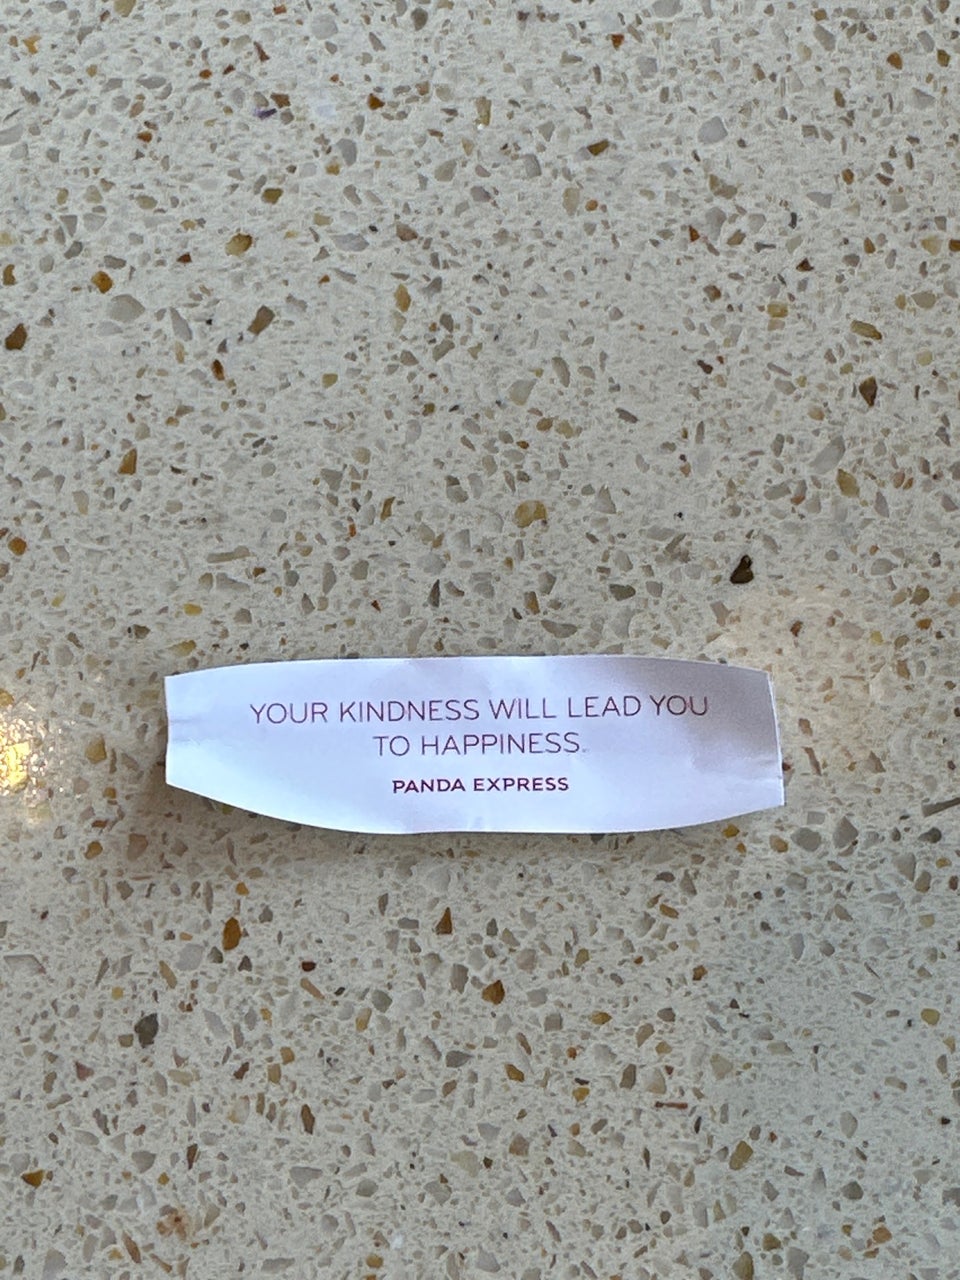 YOUR KINDNESS WILL LEAD YOU
TO HAPPINESS.
PANDA EXPRESS